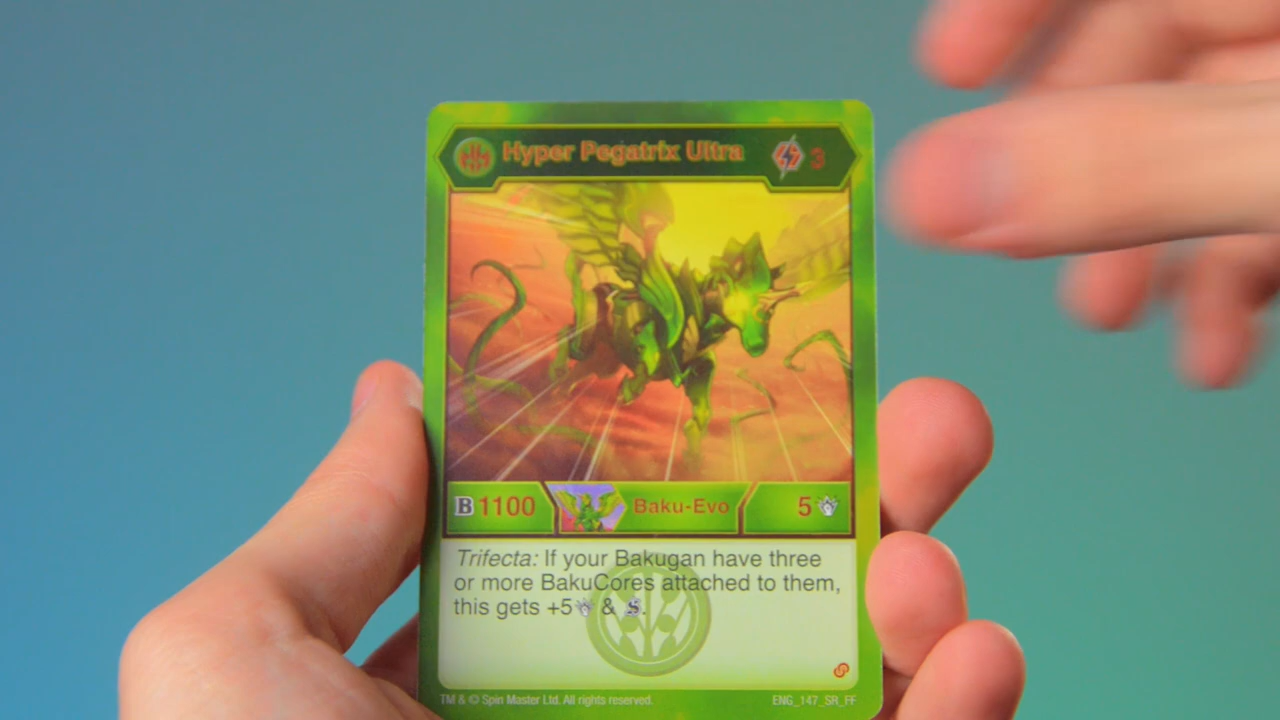 Hyper Pegatrix Ultra 3
B 1100 Baku-Evo 5
Trifecta: If your Bakugan have three
or more BakuCores attached to them,
this gets +5 & S.
TM & © Spin Master Ltd. All rights reserved. ENG_147_SR_FF